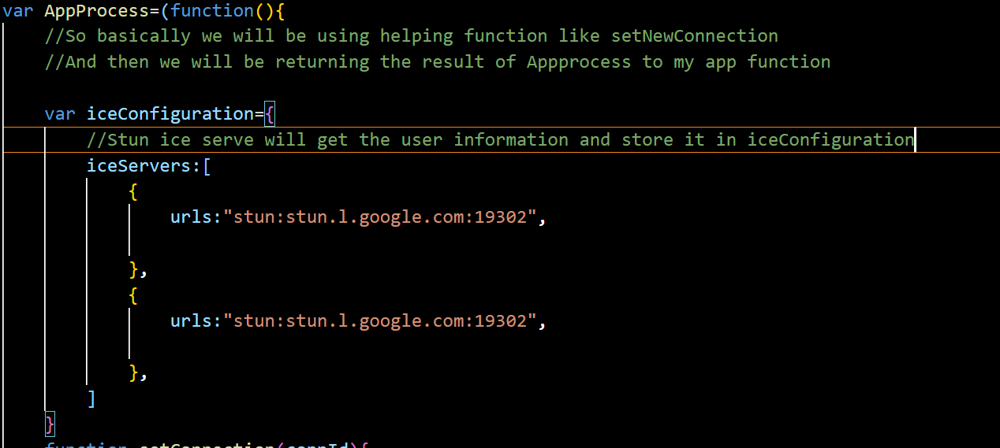 var AppProcess=(function(){
//So basically we will be using helping function like setNewConnection
//And then we will be returning the result of Appprocess to my app function
var iceConfiguration={
//Stun ice serve will get the user information and store it in iceConfiguration
iceServers:[
{
urls:"stun:stun.l.google.com:19302",
},
{
urls:"stun:stun.l.google.com:19302",
},
]
}
function setConnection(connId){